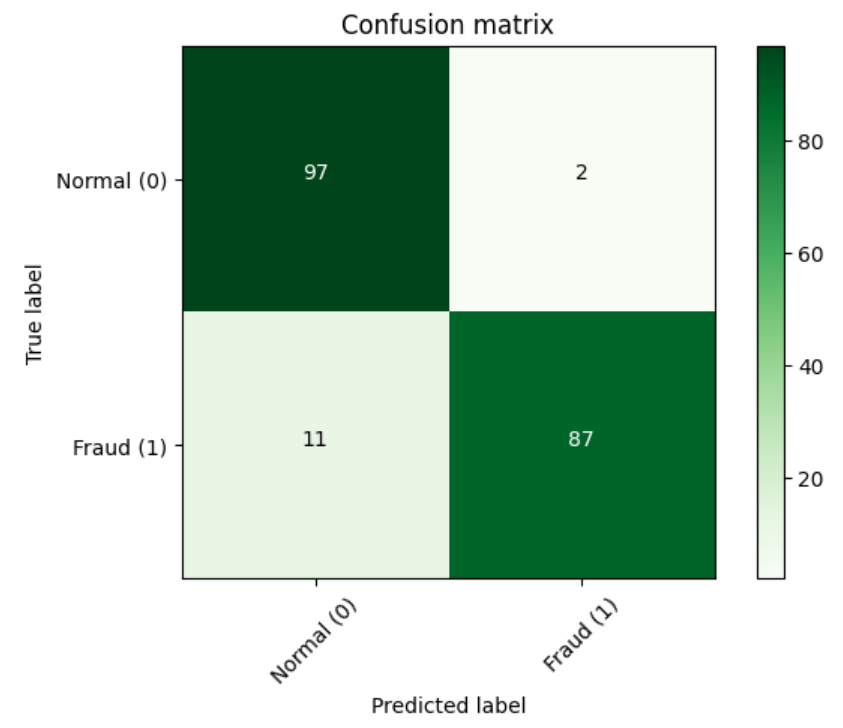 Confusion matrix
True label
Normal (0)
97
2
Fraud (1)
11
87
80
60
40
20
Normal (0)
Fraud (1)
Predicted label